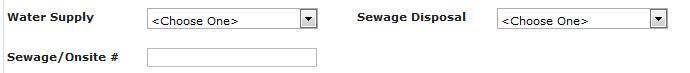 Water Supply <Choose One> Sewage Disposal <Choose One>
Sewage/Onsite #